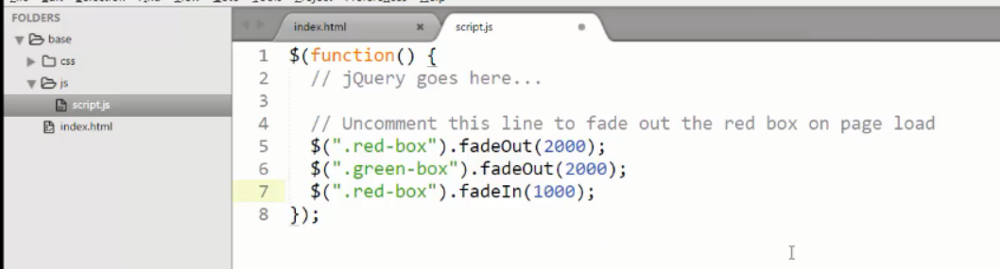 FOLDERS
base
css
js
script.js
index.html
index.html ×
script.js
1 $(function() {
2 // jQuery goes here...
3
4 // Uncomment this line to fade out the red box on page load
5 $(".red-box").fadeOut(2000);
6 $(".green-box").fadeOut(2000);
7 $(".red-box").fadeIn(1000);
8 });